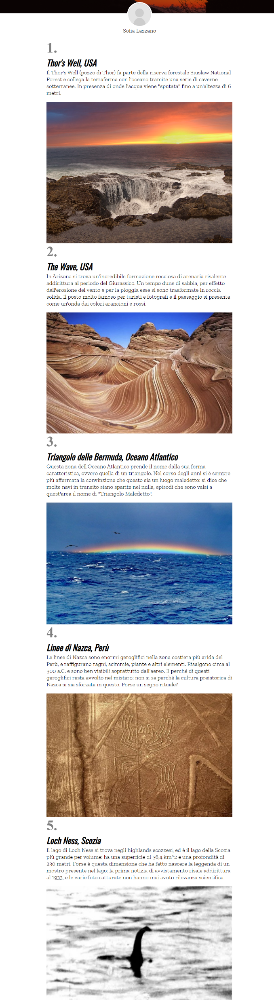 Sofia Lazzano
1.
Thor's Well, USA
Il Thor's Well (pozzo di Thor) fa parte della riserva forestale Siuslaw National
Forest e collega la terraferma con l'oceano tramite una serie di caverne
sotterranee. In presenza di onde l'acqua viene "sputata" fino a un'altezza di 6
metri.
2.
The Wave, USA
In Arizona si trova un'incredibile formazione rocciosa di arenaria risalente
addirittura al periodo del Giurassico. Un tempo dune di sabbia, per effetto
dell'erosione del vento e per la pioggia esse si sono trasformate in roccia
solida. Il posto molto famoso per turisti e fotografi e il paesaggio si presenta
come un'onda dai colori arancioni e rossi.
3.
Triangolo delle Bermuda, Oceano Atlantico
Questa zona dell'Oceano Atlantico prende il nome dalla sua forma
caratteristica, ovvero quella di un triangolo. Nel corso degli anni si è sempre
più affermata la convinzione che questo sia un luogo maledetto: si dice che
molte navi in transito siano sparite nel nulla, episodi che sono valsi a
quest'area il nome di "Triangolo Maledetto".
4.
Linee di Nazca, Perù
Le linee di Nazca sono enormi geroglifici nella zona costiera più arida del
Perù, e raffigurano ragni, scimmie, piante e altri elementi. Risalgono circa al
500 a.C. e sono ben visibili soprattutto dall'aereo. Il perché di questi
geroglifici resta avvolto nel mistero: non si sa perché la cultura preistorica di
Nazca si sia sforzata in questo. Forse un segno rituale?
5.
Loch Ness, Scozia
Il lago di Loch Ness si trova negli highlands scozzesi, ed è il lago della Scozia
più grande per volume: ha una superficie di 56,4 km^2 e una profondità di
230 metri. Forse è questa dimensione che ha fatto nascere la leggenda di un
mostro presente nel lago: la prima notizia di avvistamento risale addirittura
al 1933, e le varie foto catturate non hanno mai avuto rilevanza scientifica.